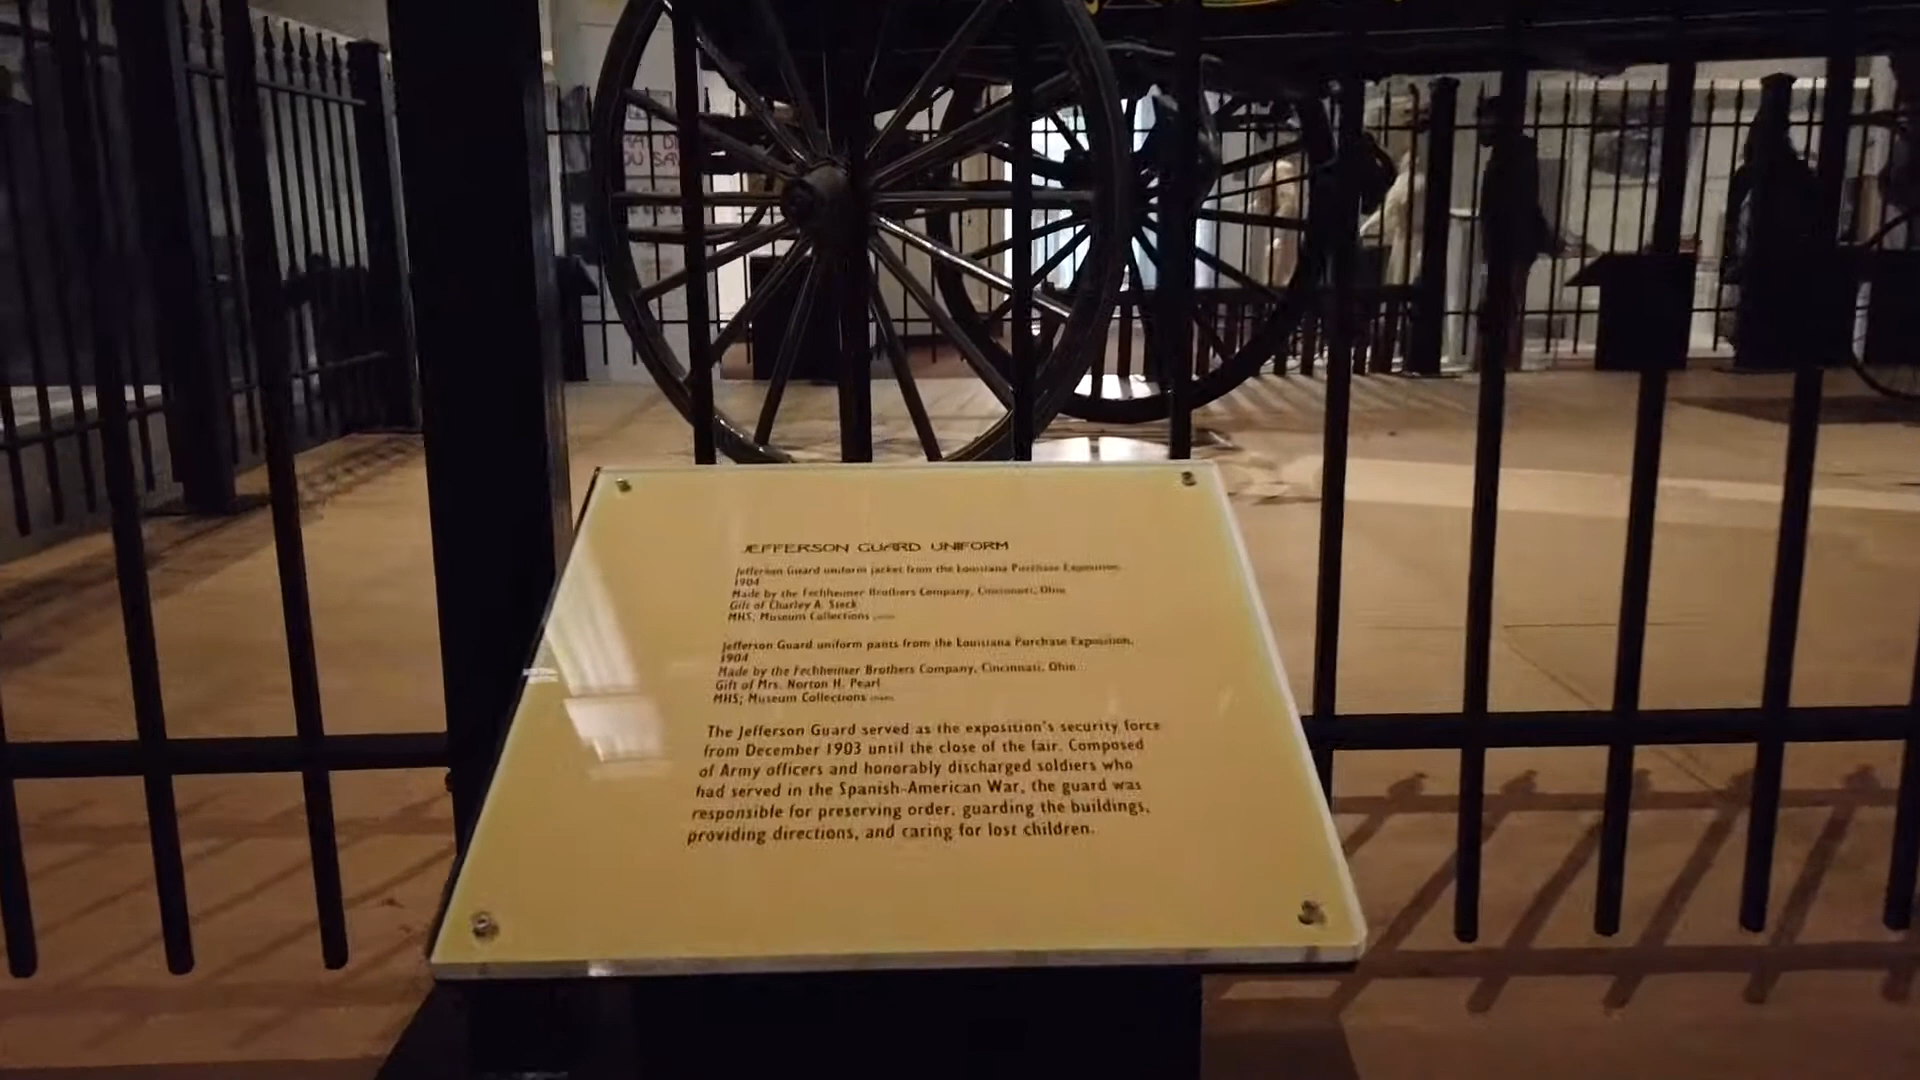 JEFFERSON GUARD UNIFORM
Jefferson Guard uniform jacket from the Louisiana Purchase Exposition,
1904
Made by the Fechheimer Brothers Company, Cincinnati, Ohio
Gift of Charley A. Sieck
MHS; Museum Collections
Jefferson Guard uniform pants from the Louisiana Purchase Exposition,
1904
Made by the Fechheimer Brothers Company, Cincinnati, Ohio
Gift of Mrs. Norton H. Pearl
MHS; Museum Collections
The Jefferson Guard served as the exposition's security force
from December 1903 until the close of the fair. Composed
of Army officers and honorably discharged soldiers who
had served in the Spanish-American War, the guard was
responsible for preserving order, guarding the buildings,
providing directions, and caring for lost children.